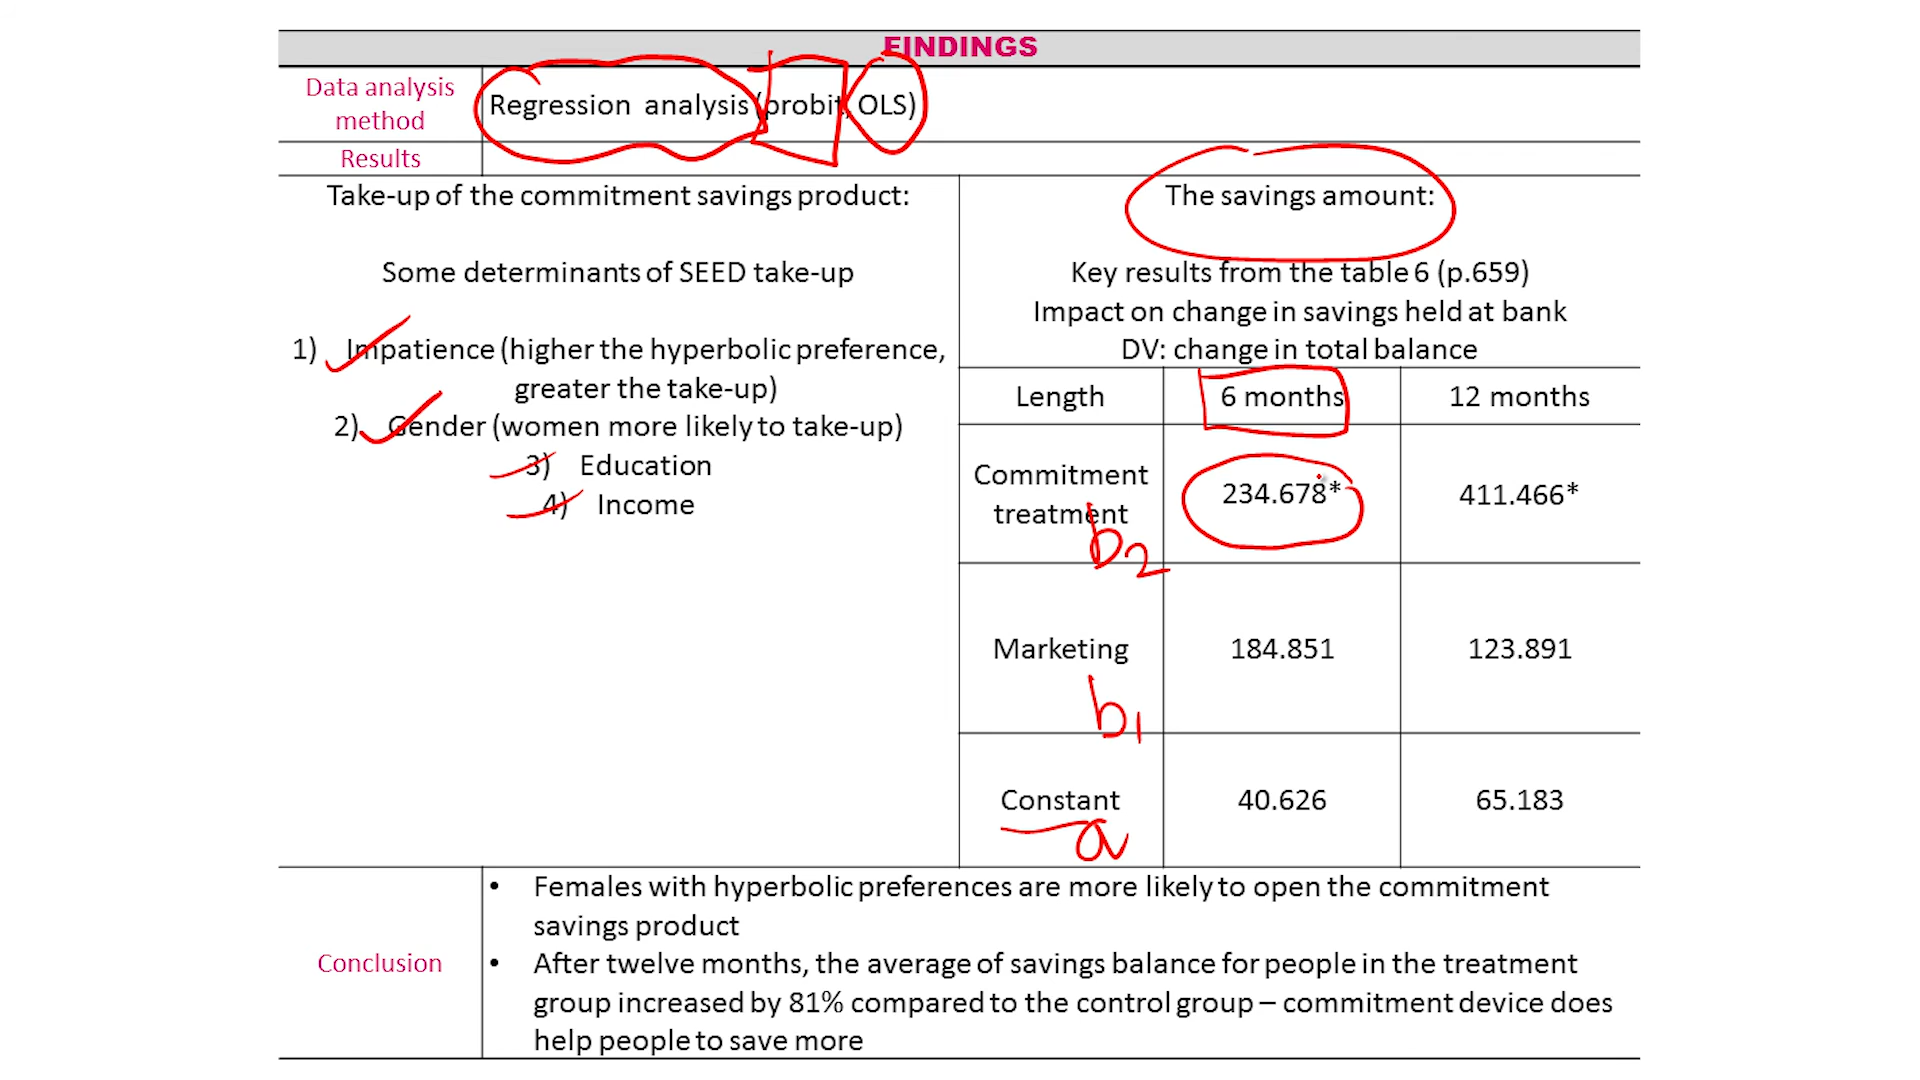 FINDINGS
Data analysis
method
Regression analysis (probit, OLS)
Results
Take-up of the commitment savings product:
Some determinants of SEED take-up
1) Impatience (higher the hyperbolic preference,
greater the take-up)
2) Gender (women more likely to take-up)
3) Education
4) Income
The savings amount:
Key results from the table 6 (p.659)
Impact on change in savings held at bank
DV: change in total balance
Length 6 months 12 months
Commitment
treatment
234.678* 411.466*
b2
Marketing 184.851 123.891
b1
Constant 40.626 65.183
a
Conclusion
• Females with hyperbolic preferences are more likely to open the commitment
savings product
• After twelve months, the average of savings balance for people in the treatment
group increased by 81% compared to the control group – commitment device does
help people to save more